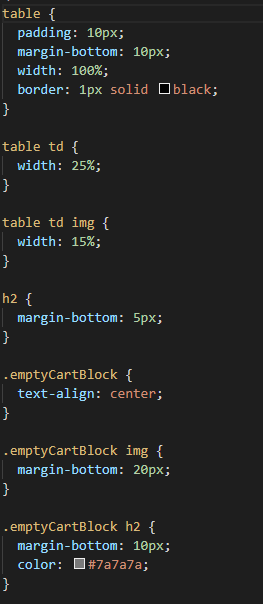 table {
padding: 10px;
margin-bottom: 10px;
width: 100%;
border: 1px solid black;
}
table td {
width: 25%;
}
table td img {
width: 15%;
}
h2 {
margin-bottom: 5px;
}
.emptyCartBlock {
text-align: center;
}
.emptyCartBlock img {
margin-bottom: 20px;
}
.emptyCartBlock h2 {
margin-bottom: 10px;
color: #7a7a7a;
}